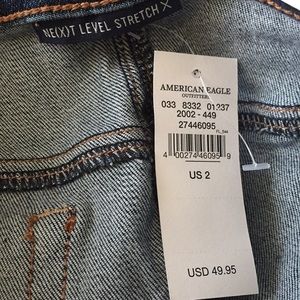 NE(X)T LEVEL STRETCH X
AMERICAN EAGLE
OUTFITTERS
033 8332 01237
2002 - 449
27446095
4 00274 46095 9
US 2
USD 49.95